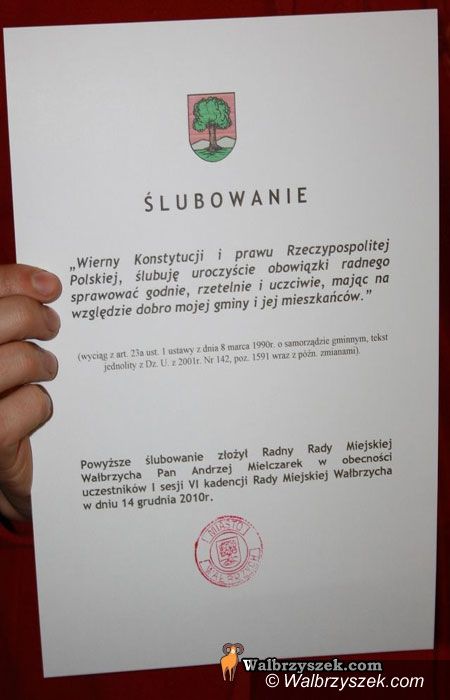 ŚLUBOWANIE
„Wierny Konstytucji i prawu Rzeczypospolitej
Polskiej, ślubuję uroczyście obowiązki radnego
sprawować godnie, rzetelnie i uczciwie, mając na
względzie dobro mojej gminy i jej mieszkańców.”
(wyciąg z art. 23a ust. 1 ustawy z dnia 8 marca 1990r. o samorządzie gminnym, tekst
jednolity z Dz. U. z 2001r. Nr 142, poz. 1591 wraz z późn. zmianami).
Powyższe ślubowanie złożył Radny Rady Miejskiej
Wałbrzycha Pan Andrzej Mielczarek w obecności
uczestników I sesji VI kadencji Rady Miejskiej Wałbrzycha
w dniu 14 grudnia 2010r.
MIASTO
WAŁBRZYCH
Walbrzyszek.com
© Walbrzyszek.com